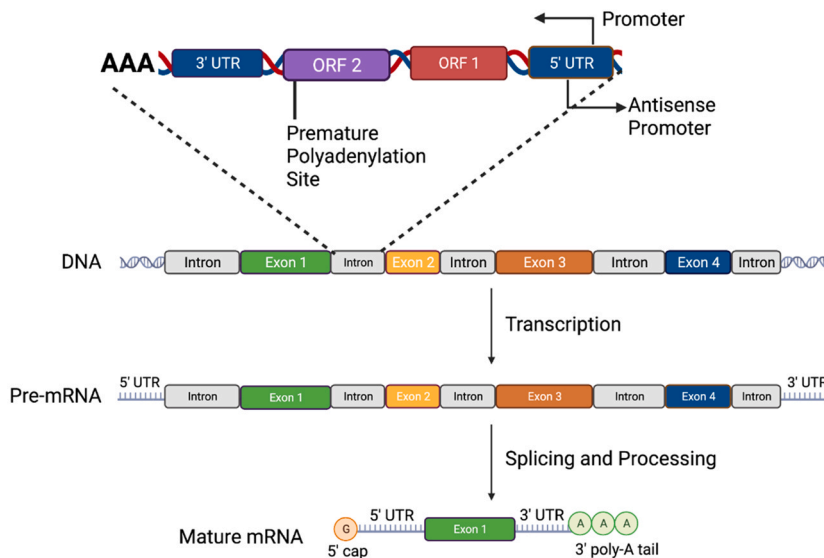 Promoter
AAA 3' UTR ORF 2 ORF 1 5' UTR
Premature
Polyadenylation
Site
Antisense
Promoter
DNA Intron Exon 1 Intron Exon 2 Intron Exon 3 Intron Exon 4 Intron
Transcription
5' UTR 3' UTR
Pre-mRNA Intron Exon 1 Intron Exon 2 Intron Exon 3 Intron Exon 4 Intron
Splicing and Processing
5' UTR 3' UTR
Mature mRNA G Exon 1 A A A
5' cap 3' poly-A tail